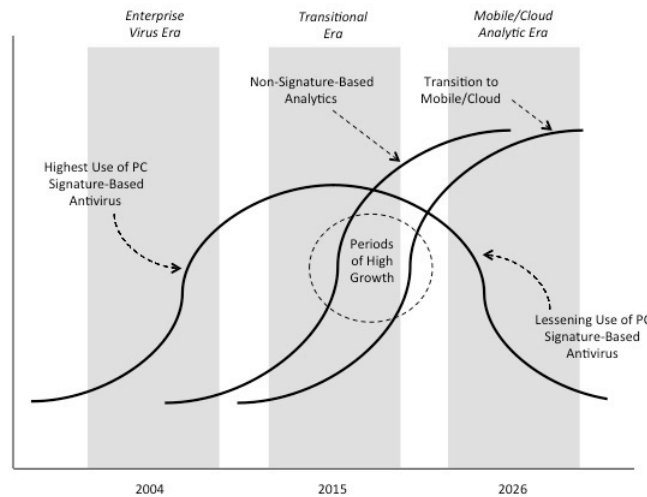 Enterprise
Virus Era
Transitional
Era
Mobile/Cloud
Analytic Era
Non-Signature-Based
Analytics
Transition to
Mobile/Cloud
Highest Use of PC
Signature-Based
Antivirus
Periods
of High
Growth
Lessening Use of PC
Signature-Based
Antivirus
2004
2015
2026